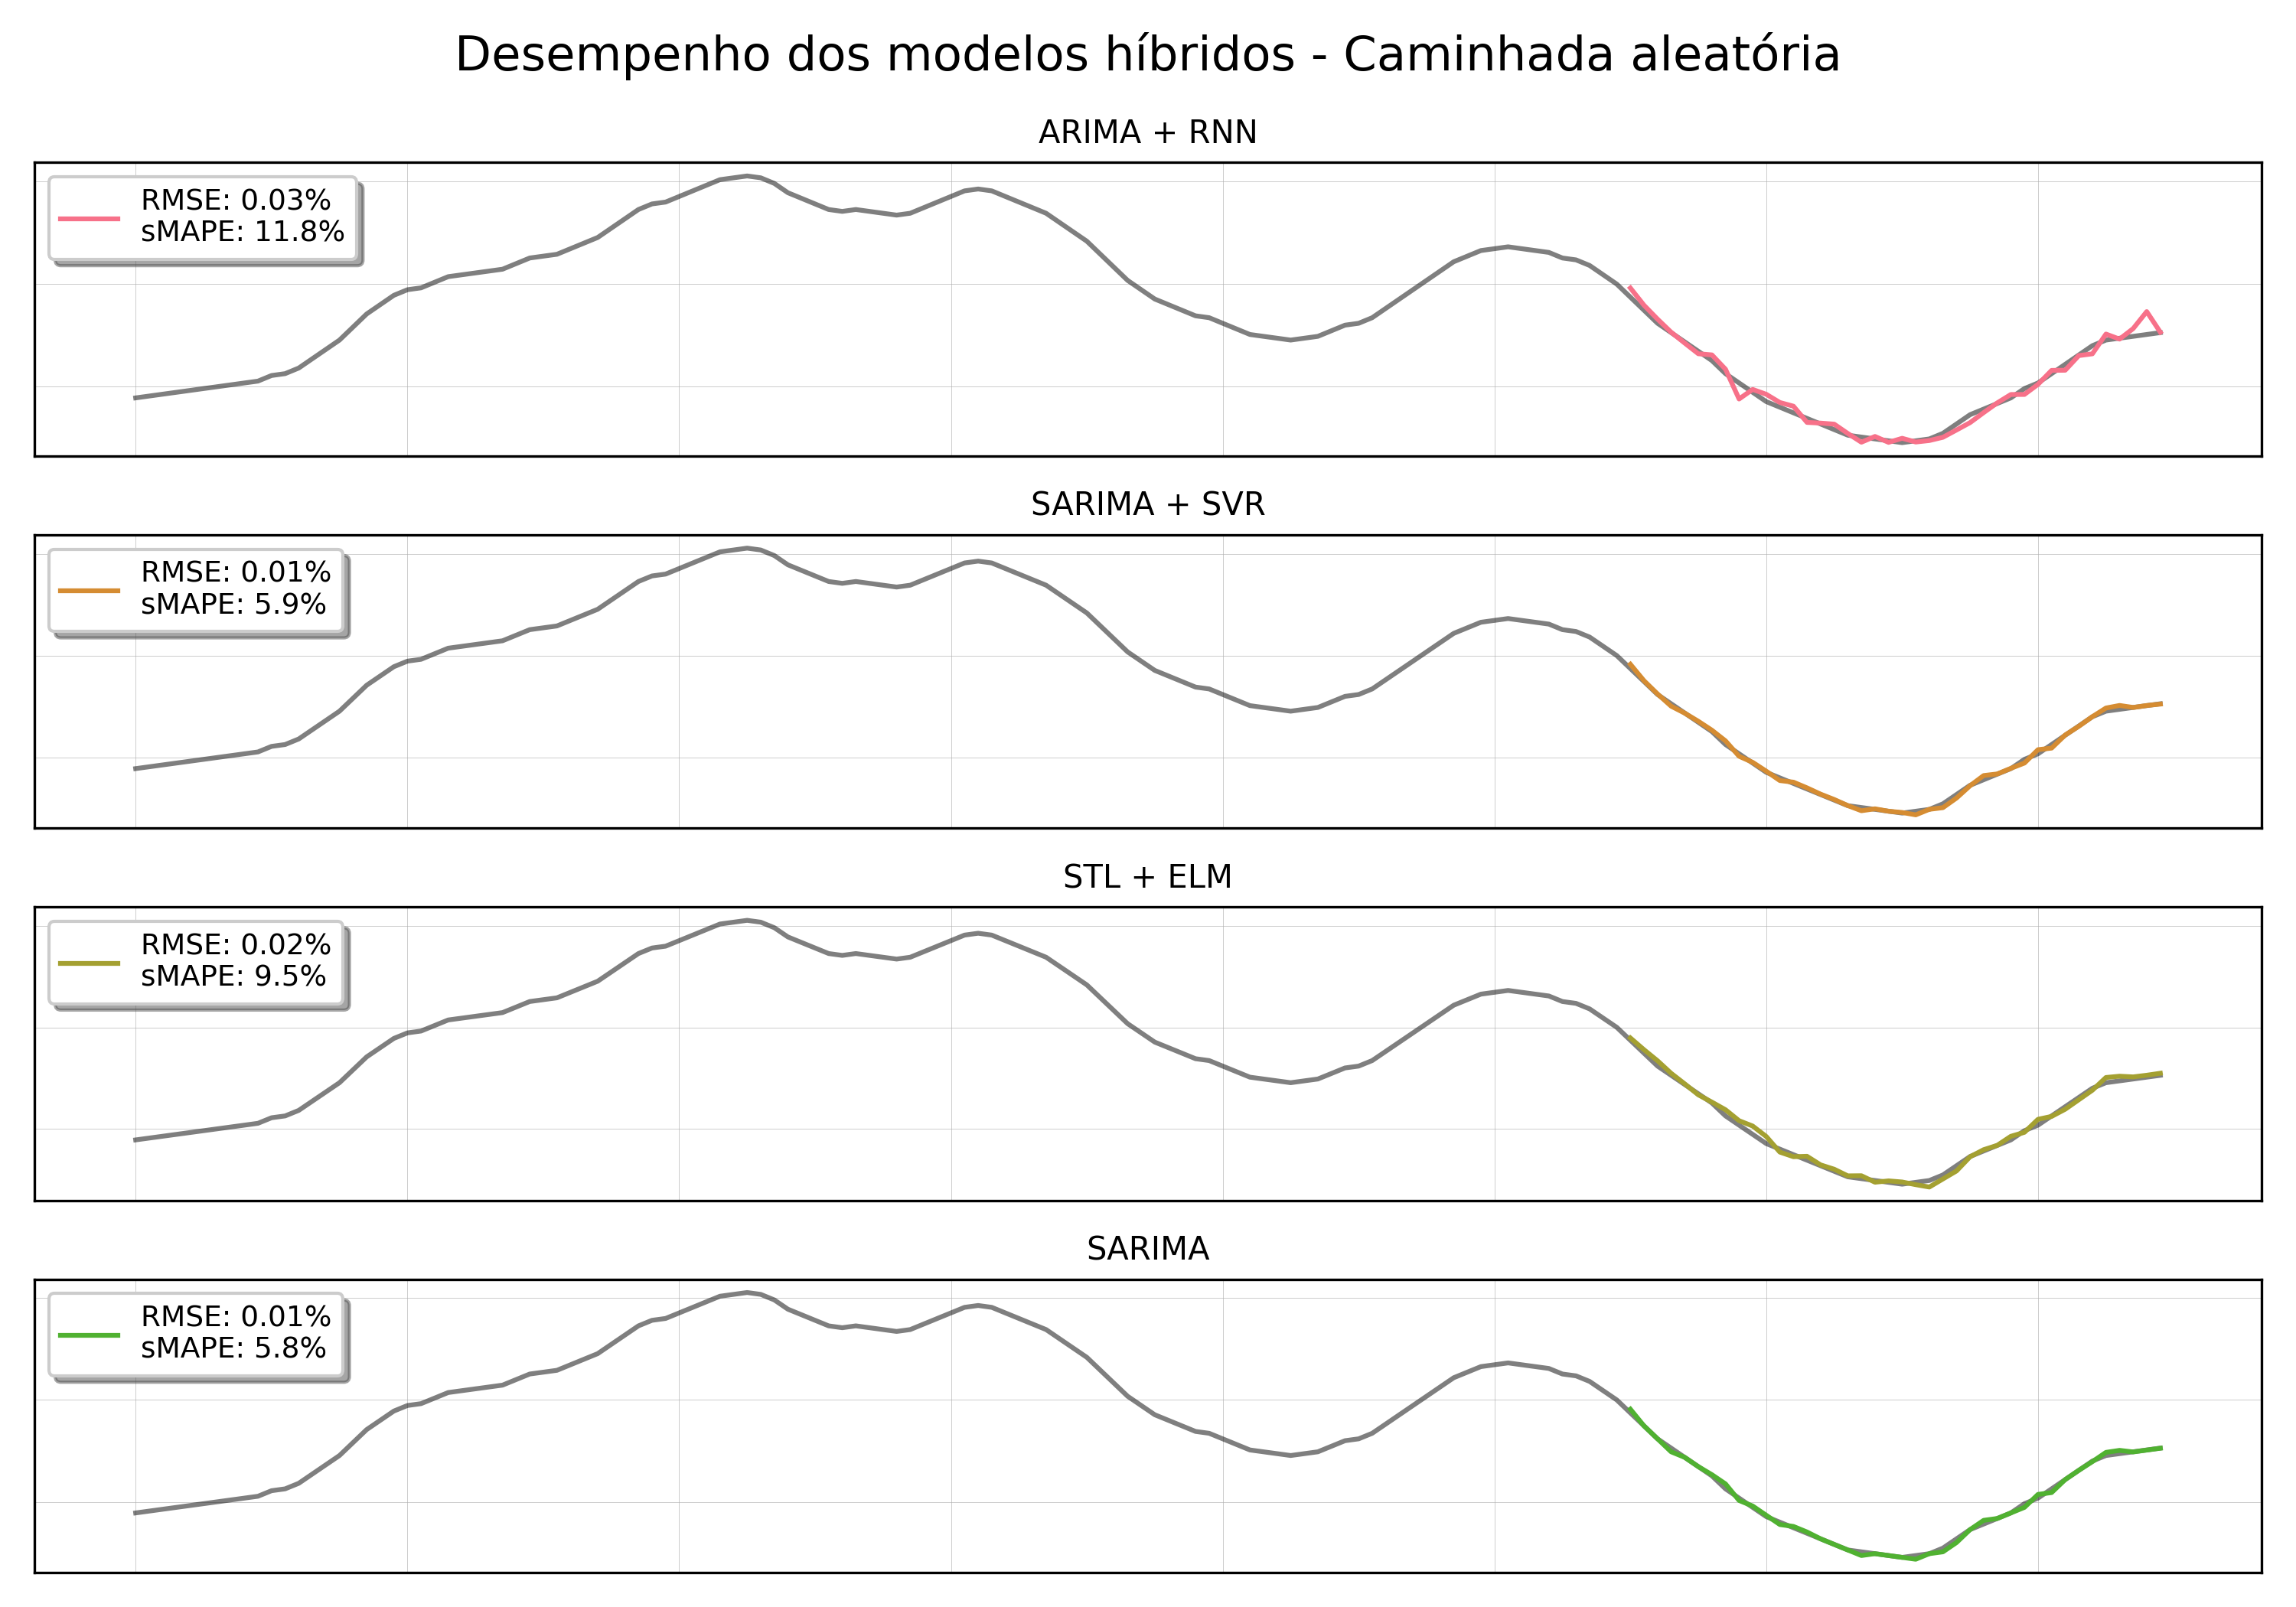 Desempenho dos modelos híbridos - Caminhada aleatória
ARIMA + RNN
RMSE: 0.03%
sMAPE: 11.8%
SARIMA + SVR
RMSE: 0.01%
sMAPE: 5.9%
STL + ELM
RMSE: 0.02%
sMAPE: 9.5%
SARIMA
RMSE: 0.01%
sMAPE: 5.8%